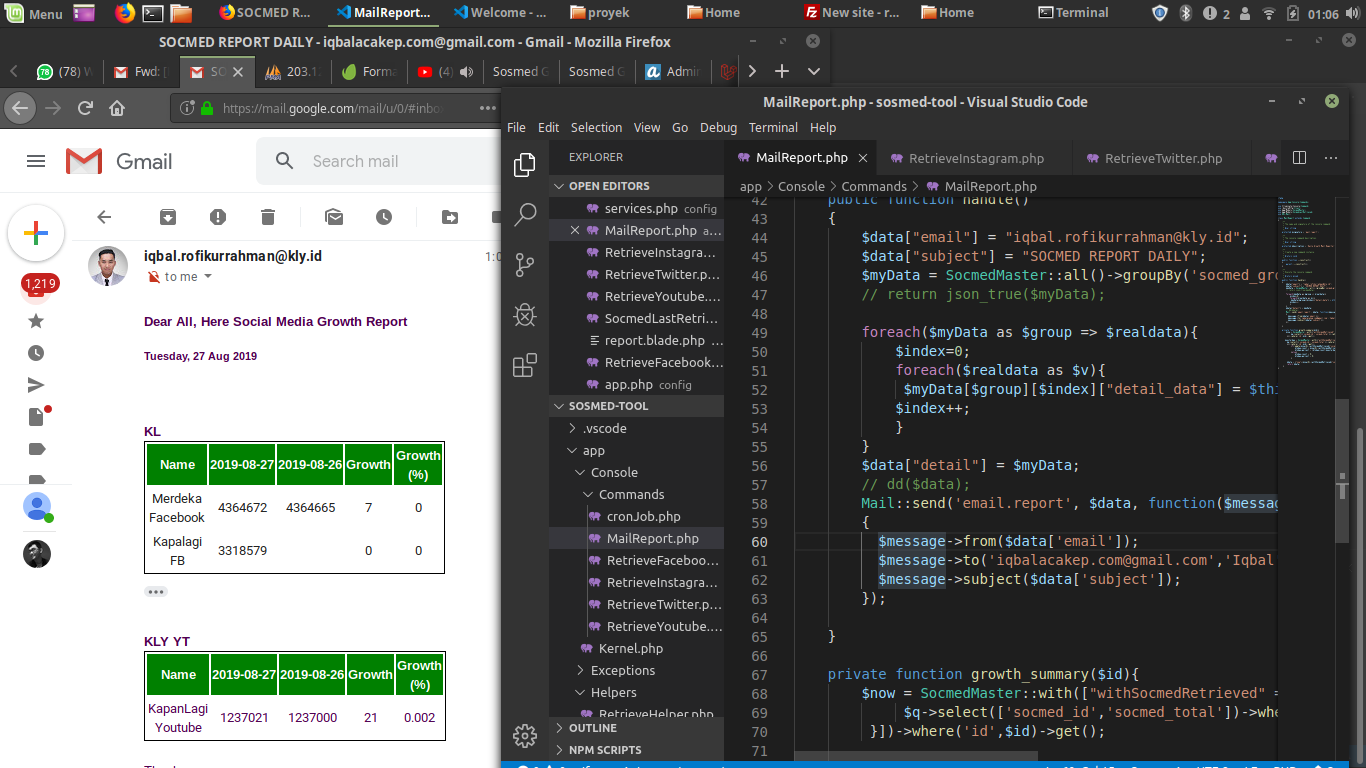 Menu
SOCMED R...
MailReport...
Welcome - ...
proyek
Home
New site - r...
Home
Terminal
2
01:06
SOCMED REPORT DAILY - iqbalacakep.com@gmail.com - Gmail - Mozilla Firefox
(78) W
Fwd: [
SO
203.1
Forma
(4)
Sosmed G
Sosmed G
Admin
https://mail.google.com/mail/u/0/#inbo
Gmail
Search mail
1,219
iqbal.rofikurrahman@kly.id
1:0
to me
Dear All, Here Social Media Growth Report
Tuesday, 27 Aug 2019
KL
Name 2019-08-27 2019-08-26 Growth Growth (%)
Merdeka Facebook 4364672 4364665 7 0
Kapalagi FB 3318579 0 0
KLY YT
Name 2019-08-27 2019-08-26 Growth Growth (%)
KapanLagi Youtube 1237021 1237000 21 0.002
MailReport.php - sosmed-tool - Visual Studio Code
File Edit Selection View Go Debug Terminal Help
EXPLORER
OPEN EDITORS
services.php config
MailReport.php a...
RetrieveInstagra...
RetrieveTwitter.p...
RetrieveYoutube....
SocmedLastRetri...
report.blade.php ...
RetrieveFacebook...
app.php config
SOSMED-TOOL
.vscode
app
Console
Commands
cronJob.php
MailReport.php
RetrieveFaceboo...
RetrieveInstagra...
RetrieveTwitter.p...
RetrieveYoutube....
Kernel.php
Exceptions
Helpers
RetrieveHelper.php
OUTLINE
NPM SCRIPTS
MailReport.php
RetrieveInstagram.php
RetrieveTwitter.php
app > Console > Commands > MailReport.php
42 public function handle()
43 {
44 $data["email"] = "iqbal.rofikurrahman@kly.id";
45 $data["subject"] = "SOCMED REPORT DAILY";
46 $myData = SocmedMaster::all()->groupBy('socmed_gro
47 // return json_true($myData);
48
49 foreach($myData as $group => $realdata){
50 $index=0;
51 foreach($realdata as $v){
52 $myData[$group][$index]["detail_data"] = $thi
53 $index++;
54 }
55 }
56 $data["detail"] = $myData;
57 // dd($data);
58 Mail::send('email.report', $data, function($messag
59 {
60 $message->from($data['email']);
61 $message->to('iqbalacakep.com@gmail.com','Iqbal
62 $message->subject($data['subject']);
63 });
64
65 }
66
67 private function growth_summary($id){
68 $now = SocmedMaster::with(["withSocmedRetrieved" =
69 $q->select(['socmed_id','socmed_total'])->whe
70 }])->where('id',$id)->get();
71